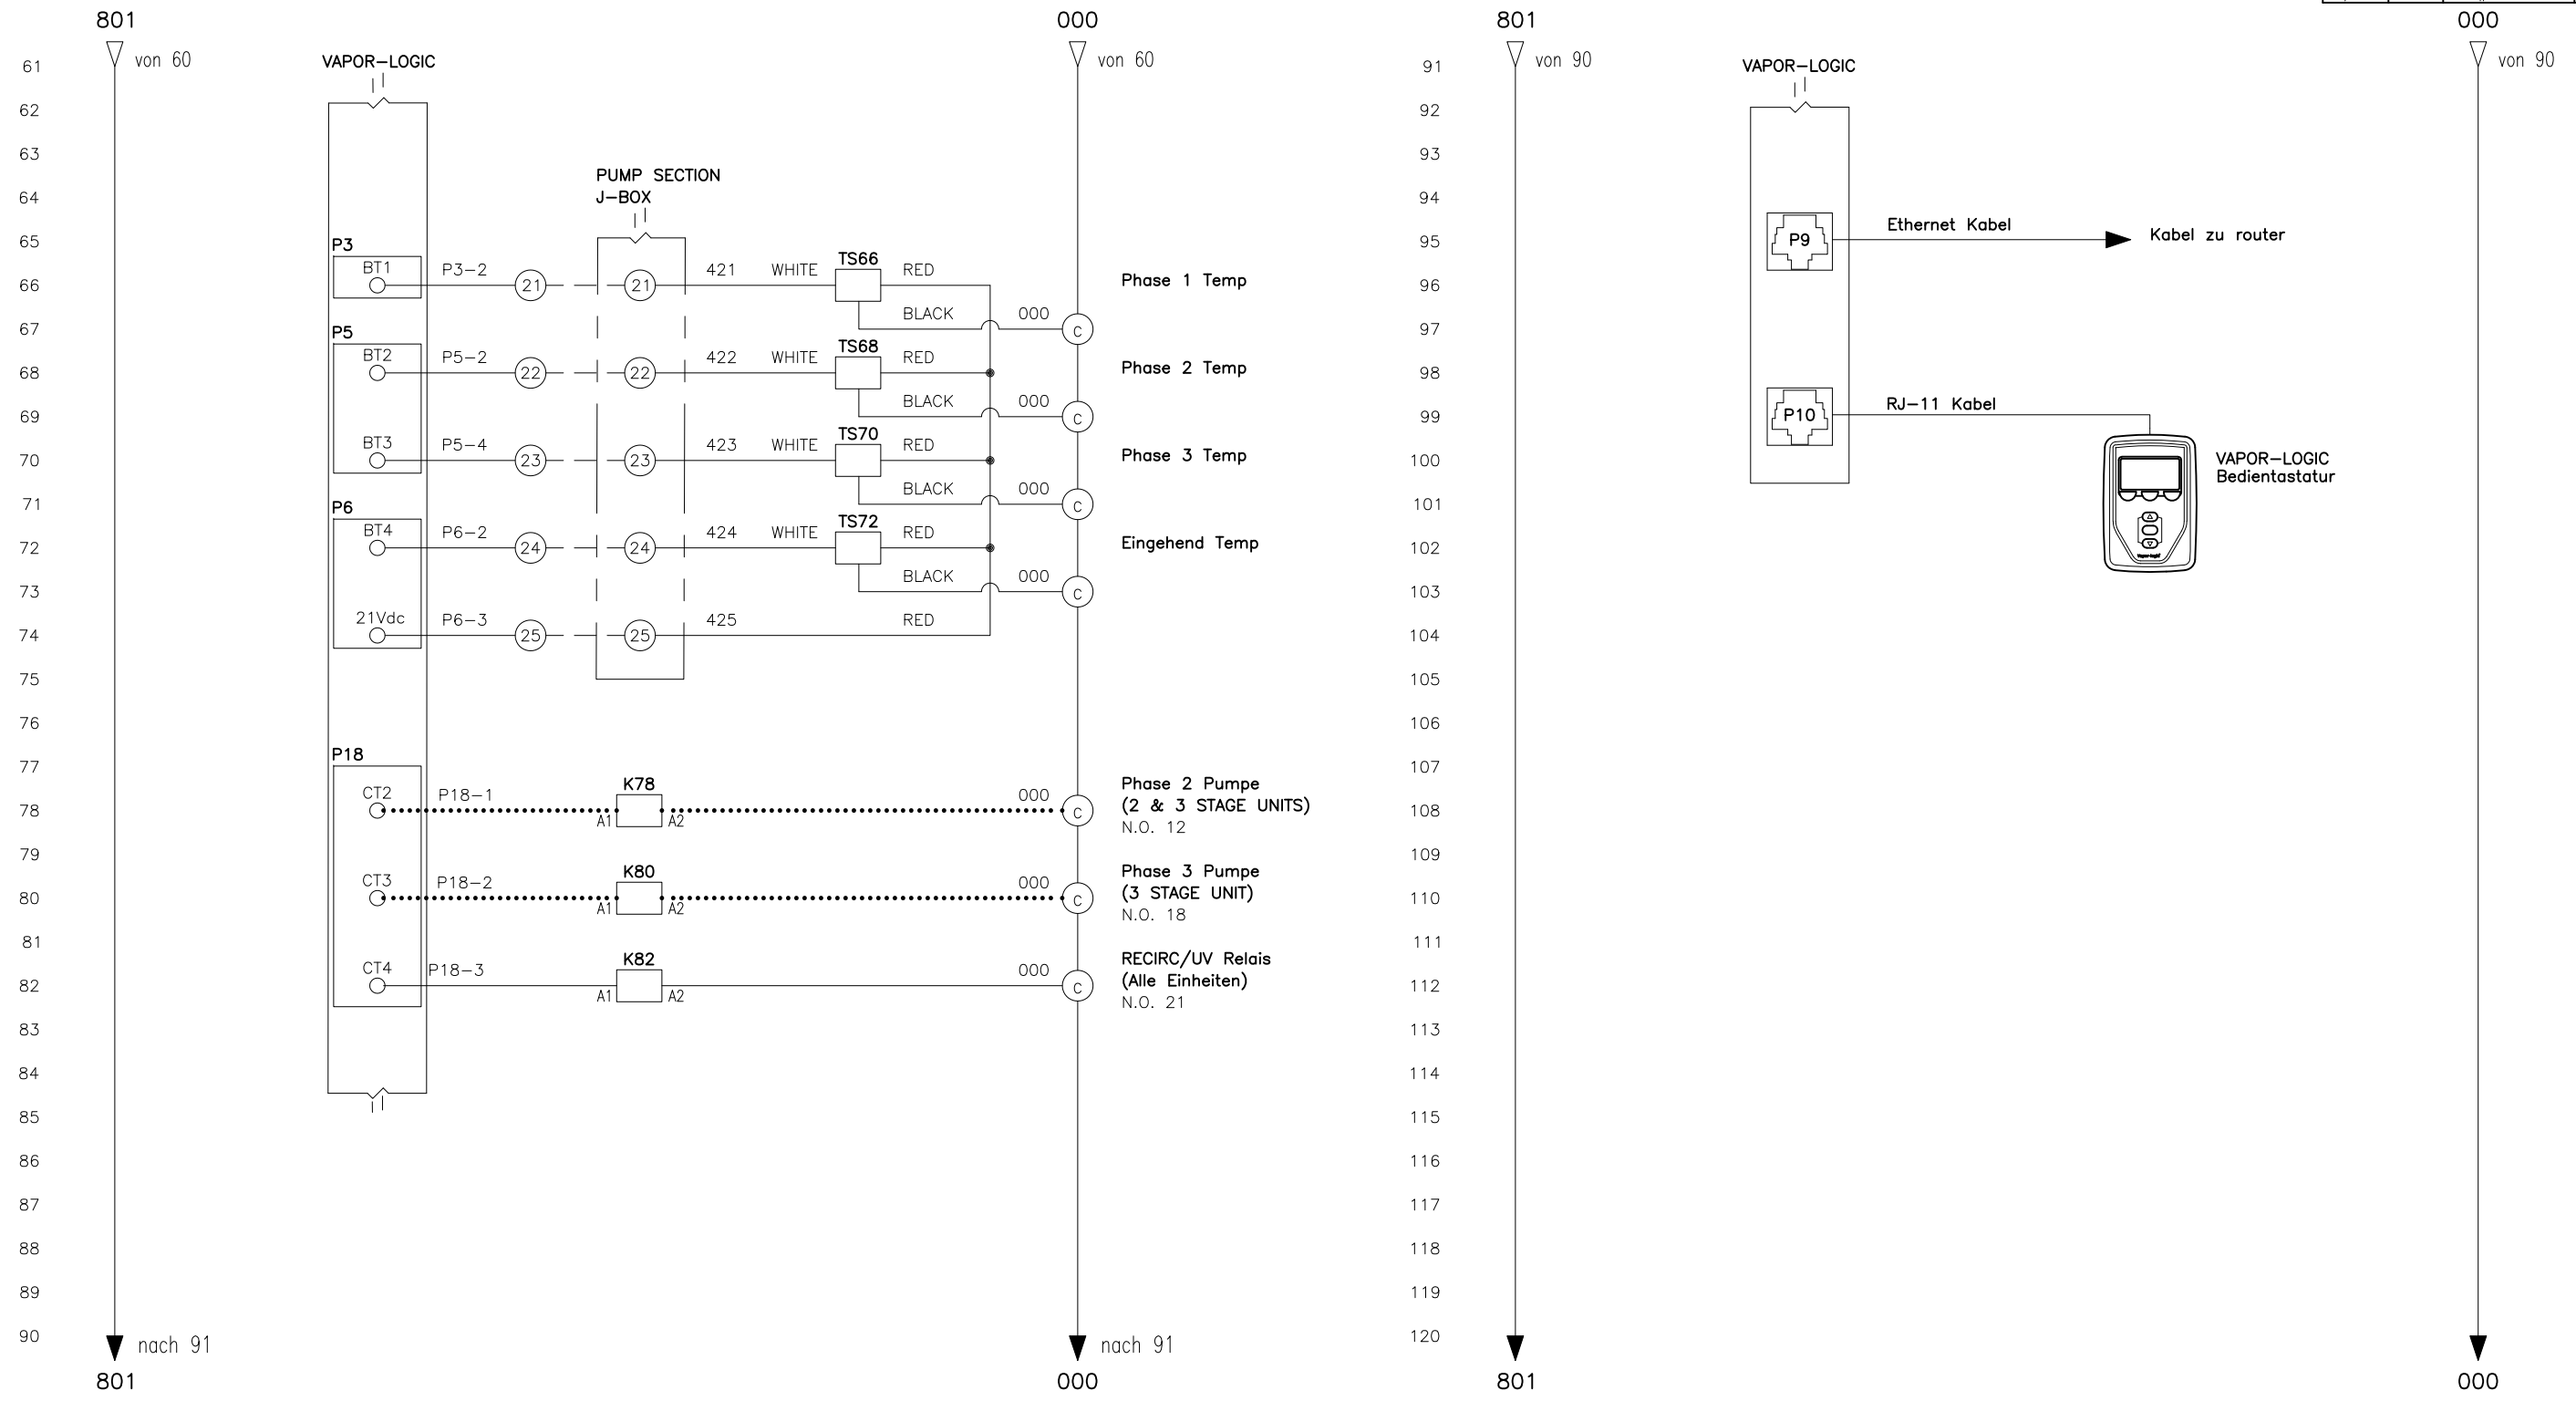 801
000
801
000
von 60
von 60
von 90
von 90
61
VAPOR-LOGIC
91
VAPOR-LOGIC
62
92
63
93
PUMP SECTION
J-BOX
64
94
65
P3
95
P9
Ethernet Kabel
Kabel zu router
66
BT1
P3-2
21
21
421
WHITE
TS66
RED
Phase 1 Temp
96
67
BLACK
000
C
97
P5
68
BT2
P5-2
22
22
422
WHITE
TS68
RED
Phase 2 Temp
98
69
BLACK
000
C
99
P10
RJ-11 Kabel
70
BT3
P5-4
23
23
423
WHITE
TS70
RED
Phase 3 Temp
100
VAPOR-LOGIC
Bedientastatur
71
BLACK
000
C
101
P6
72
BT4
P6-2
24
24
424
WHITE
TS72
RED
Eingehend Temp
102
Vapor-logic
73
BLACK
000
C
103
74
21Vdc
P6-3
25
25
425
RED
104
75
105
76
106
77
P18
107
78
CT2
P18-1
K78
A1
A2
000
C
Phase 2 Pumpe
(2 & 3 STAGE UNITS)
N.O. 12
108
79
109
80
CT3
P18-2
K80
A1
A2
000
C
Phase 3 Pumpe
(3 STAGE UNIT)
N.O. 18
110
81
111
82
CT4
P18-3
K82
A1
A2
000
C
RECIRC/UV Relais
(Alle Einheiten)
N.O. 21
112
83
113
84
114
85
115
86
116
87
117
88
118
89
119
90
nach 91
nach 91
120
801
000
801
000